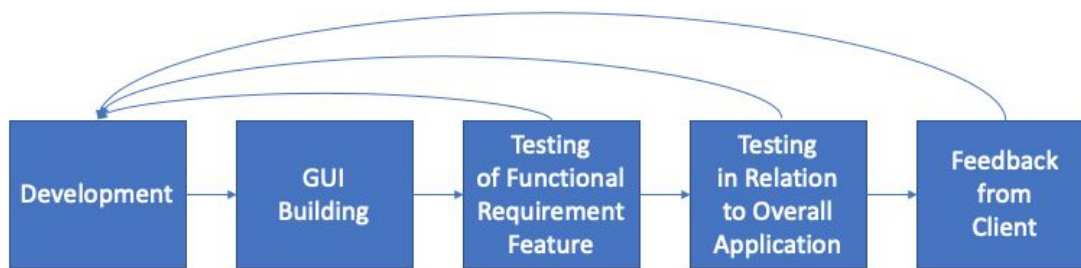 Development
GUI
Building
Testing
of Functional
Requirement
Feature
Testing
in Relation
to Overall
Application
Feedback
from
Client